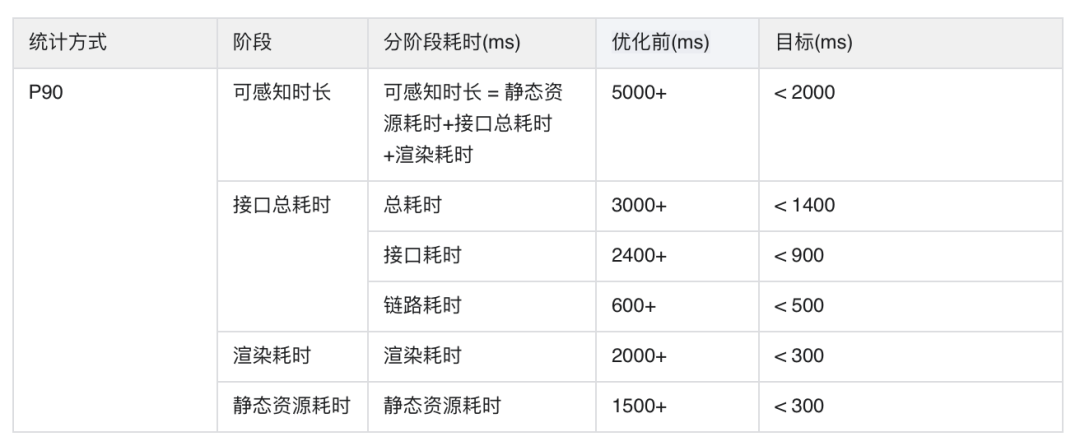 统计方式 阶段 分阶段耗时(ms) 优化前(ms) 目标(ms)
P90 可感知时长 可感知时长 = 静态资 5000+ < 2000
源耗时+接口总耗时
+渲染耗时
接口总耗时 总耗时 3000+ < 1400
接口耗时 2400+ < 900
链路耗时 600+ < 500
渲染耗时 渲染耗时 2000+ < 300
静态资源耗时 静态资源耗时 1500+ < 300